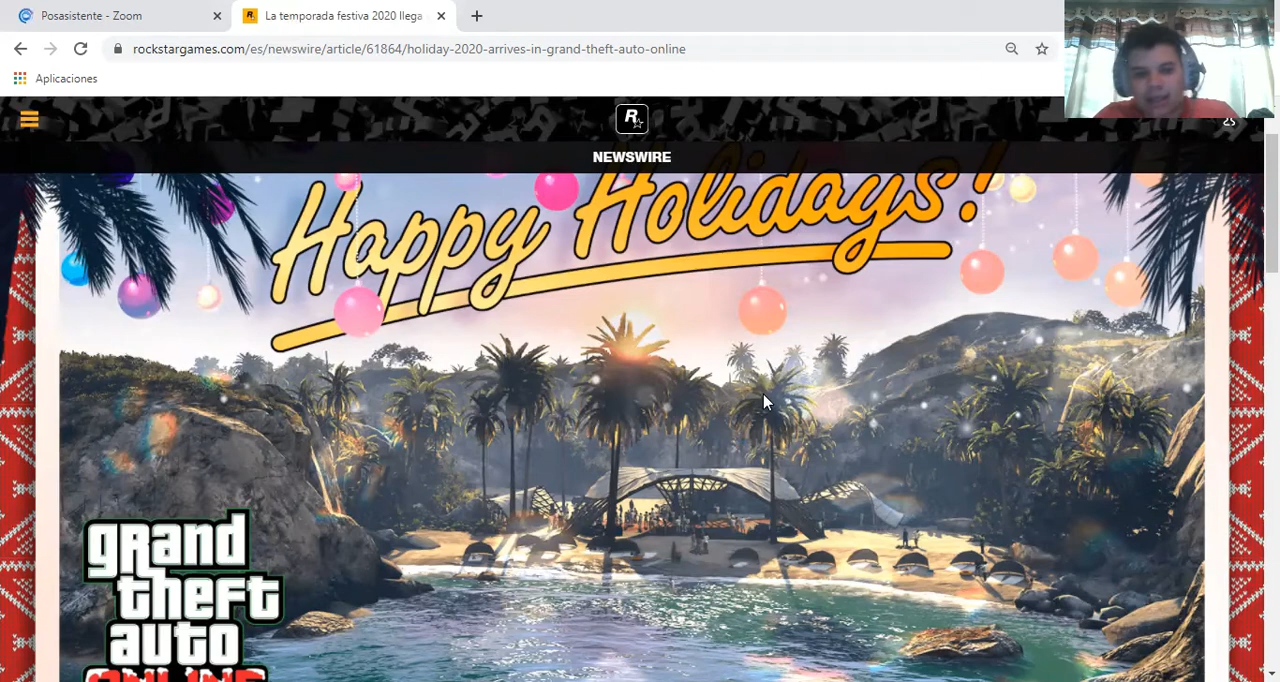 Posasistente - Zoom
La temporada festiva 2020 llega
rockstargames.com/es/newswire/article/61864/holiday-2020-arrives-in-grand-theft-auto-online
Aplicaciones
R
NEWSWIRE
Happy Holidays!
grand
theft
auto
ONLINE